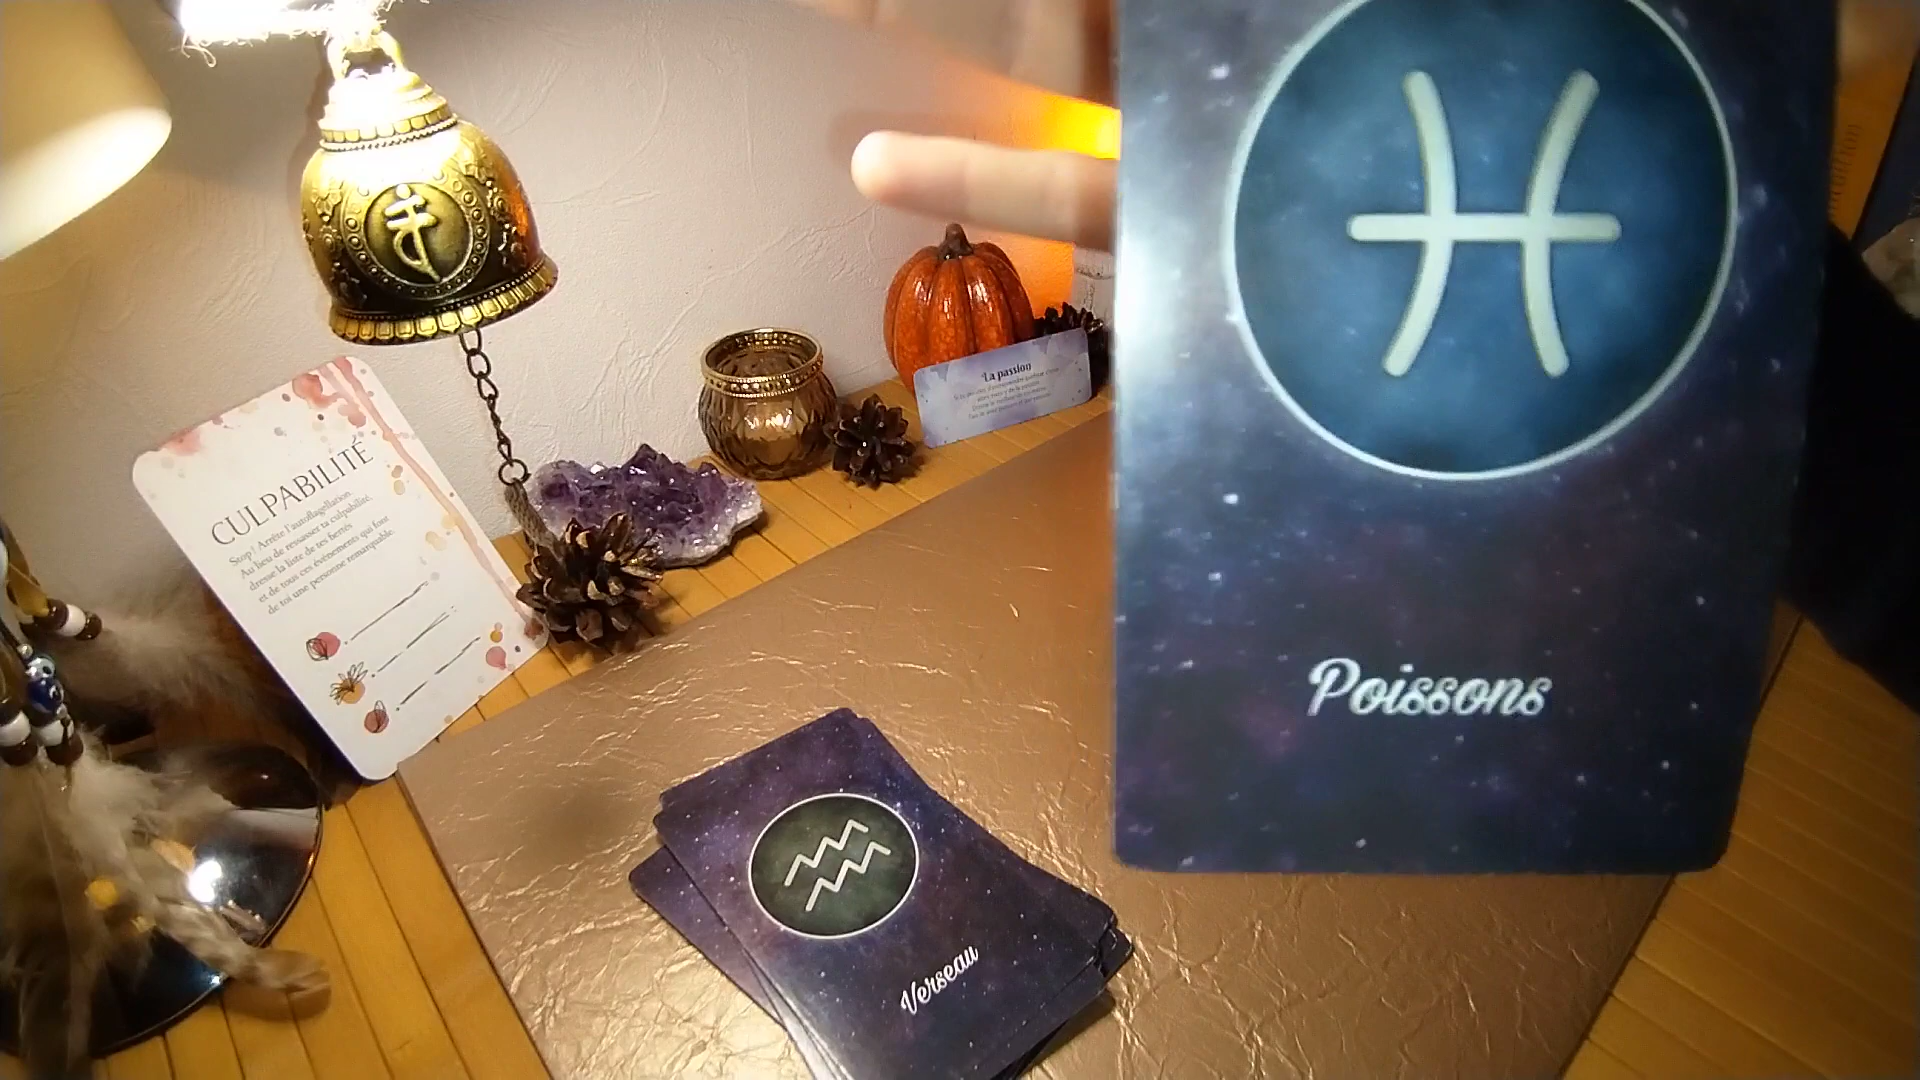 CULPABILITÉ
Stop ! Arrête l'autoflagellation.
Au lieu de ressasser ta culpabilité,
dresse la liste de tes fiertés
et de tous ces événements qui font
de toi une personne remarquable.
La passion
Poissons
Verseau